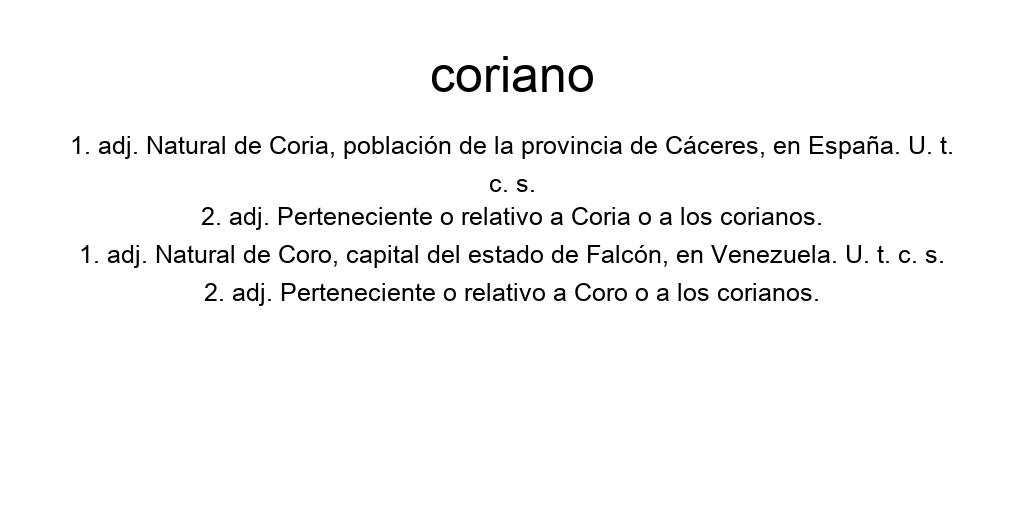 coriano
1. adj. Natural de Coria, población de la provincia de Cáceres, en España. U. t.
c. s.
2. adj. Perteneciente o relativo a Coria o a los corianos.
1. adj. Natural de Coro, capital del estado de Falcón, en Venezuela. U. t. c. s.
2. adj. Perteneciente o relativo a Coro o a los corianos.